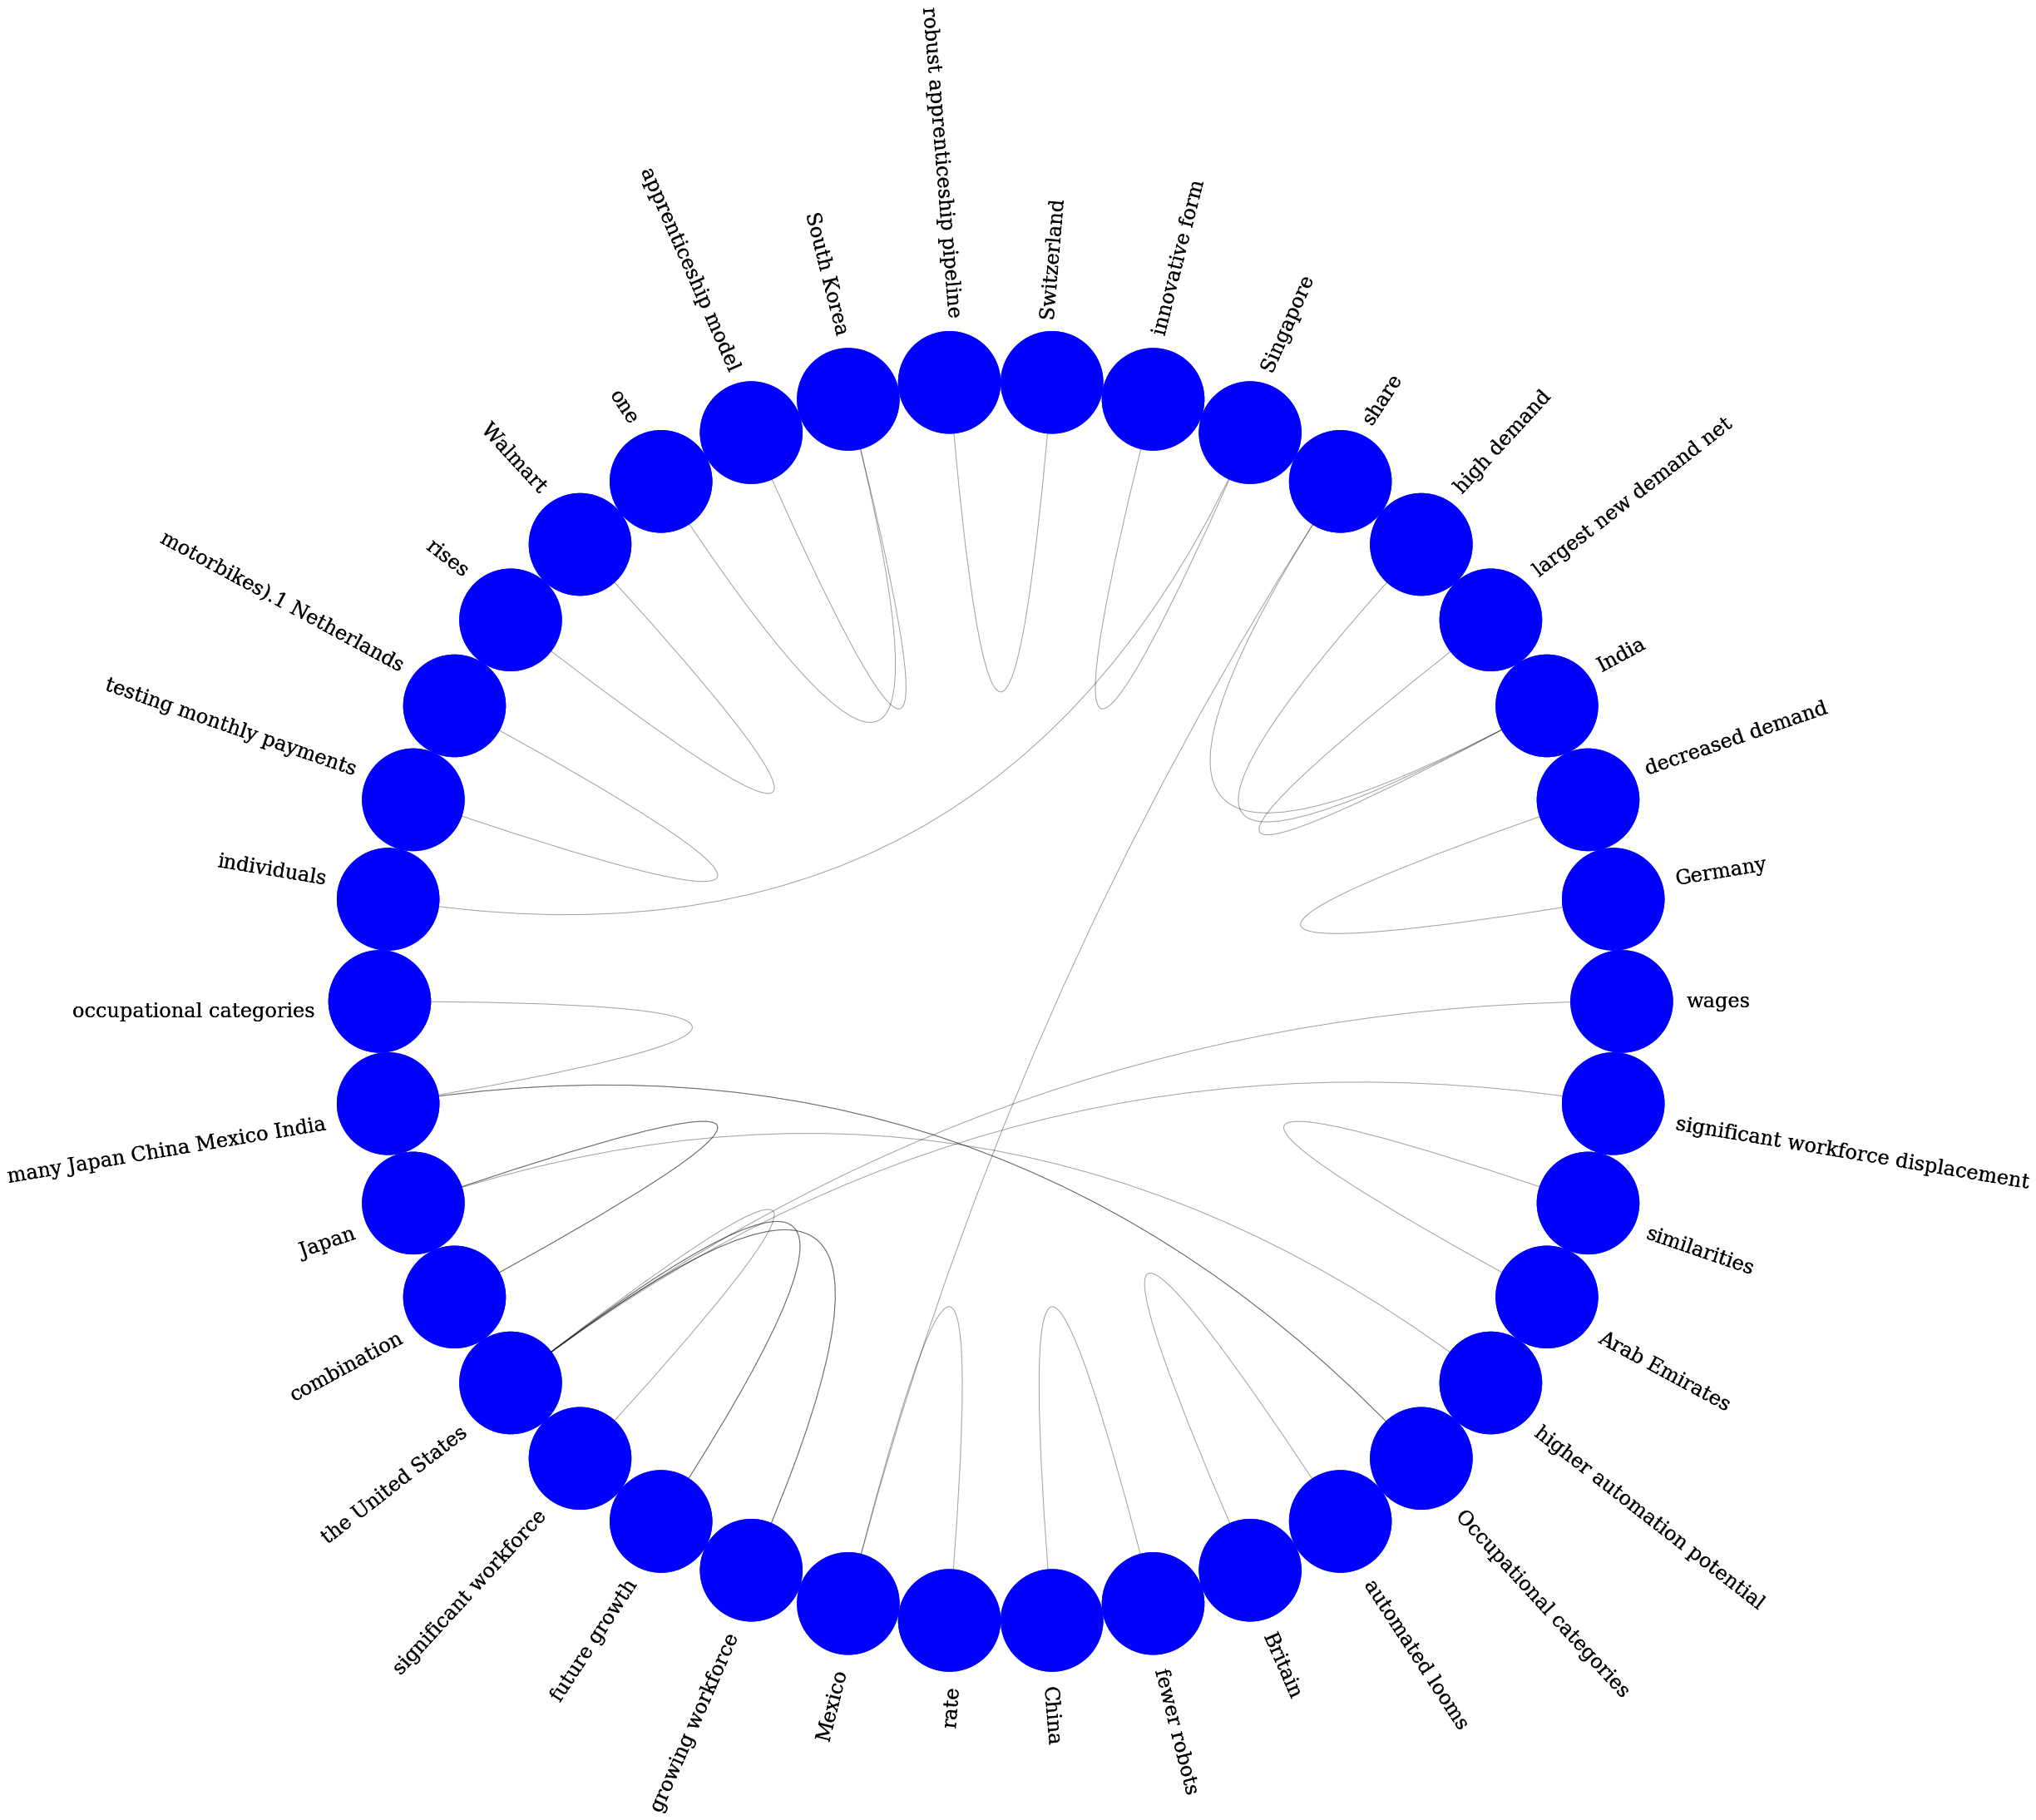 robust apprenticeship pipeline
Switzerland
innovative form
Singapore
share
high demand
largest new demand net
India
decreased demand
Germany
wages
significant workforce displacement
similarities
Arab Emirates
higher automation potential
Occupational categories
automated looms
Britain
fewer robots
China
rate
Mexico
growing workforce
future growth
significant workforce
the United States
combination
Japan
many Japan China Mexico India
occupational categories
individuals
testing monthly payments
motorbikes).1 Netherlands
rises
Walmart
one
apprenticeship model
South Korea